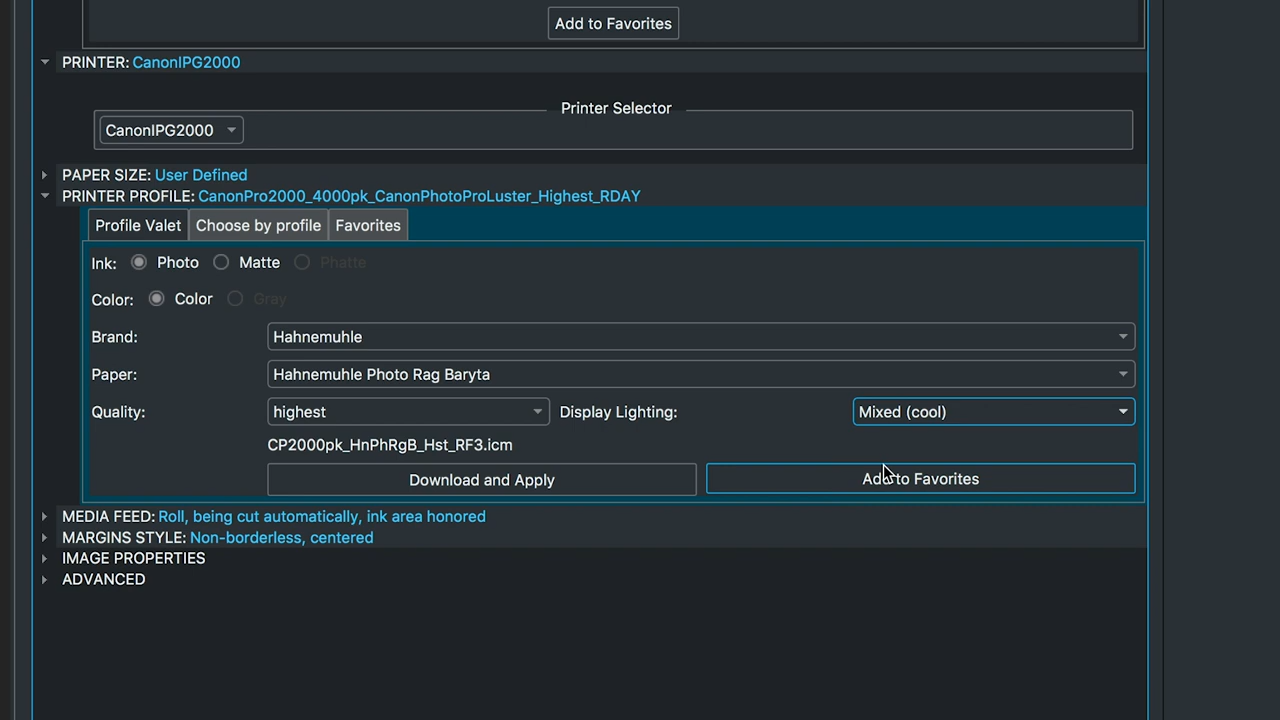 Add to Favorites
PRINTER: CanonIPG2000
Printer Selector
CanonIPG2000
PAPER SIZE: User Defined
PRINTER PROFILE: CanonPro2000_4000pk_CanonPhotoProLuster_Highest_RDAY
Profile Valet Choose by profile Favorites
Ink: Photo Matte Phatte
Color: Color Gray
Brand: Hahnemuhle
Paper: Hahnemuhle Photo Rag Baryta
Quality: highest Display Lighting: Mixed (cool)
CP2000pk_HnPhRgB_Hst_RF3.icm
Download and Apply Add to Favorites
MEDIA FEED: Roll, being cut automatically, ink area honored
MARGINS STYLE: Non-borderless, centered
IMAGE PROPERTIES
ADVANCED